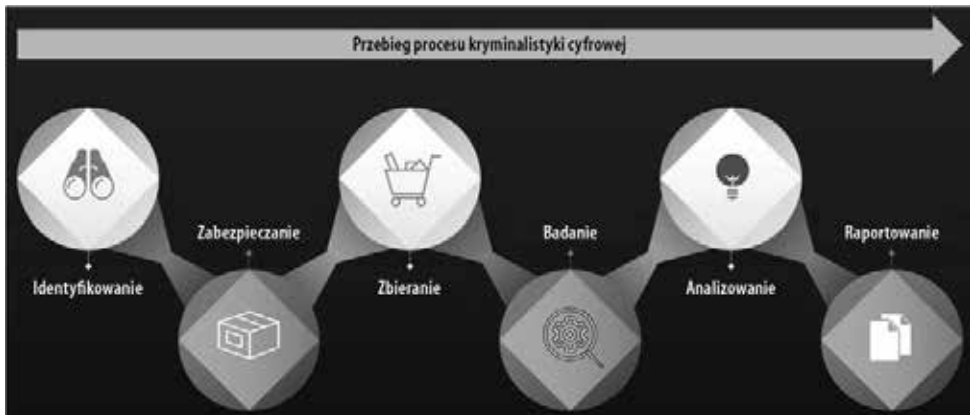 Przebieg procesu kryminalistyki cyfrowej
Identyfikowanie
Zabezpieczanie
Zbieranie
Badanie
Analizowanie
Raportowanie